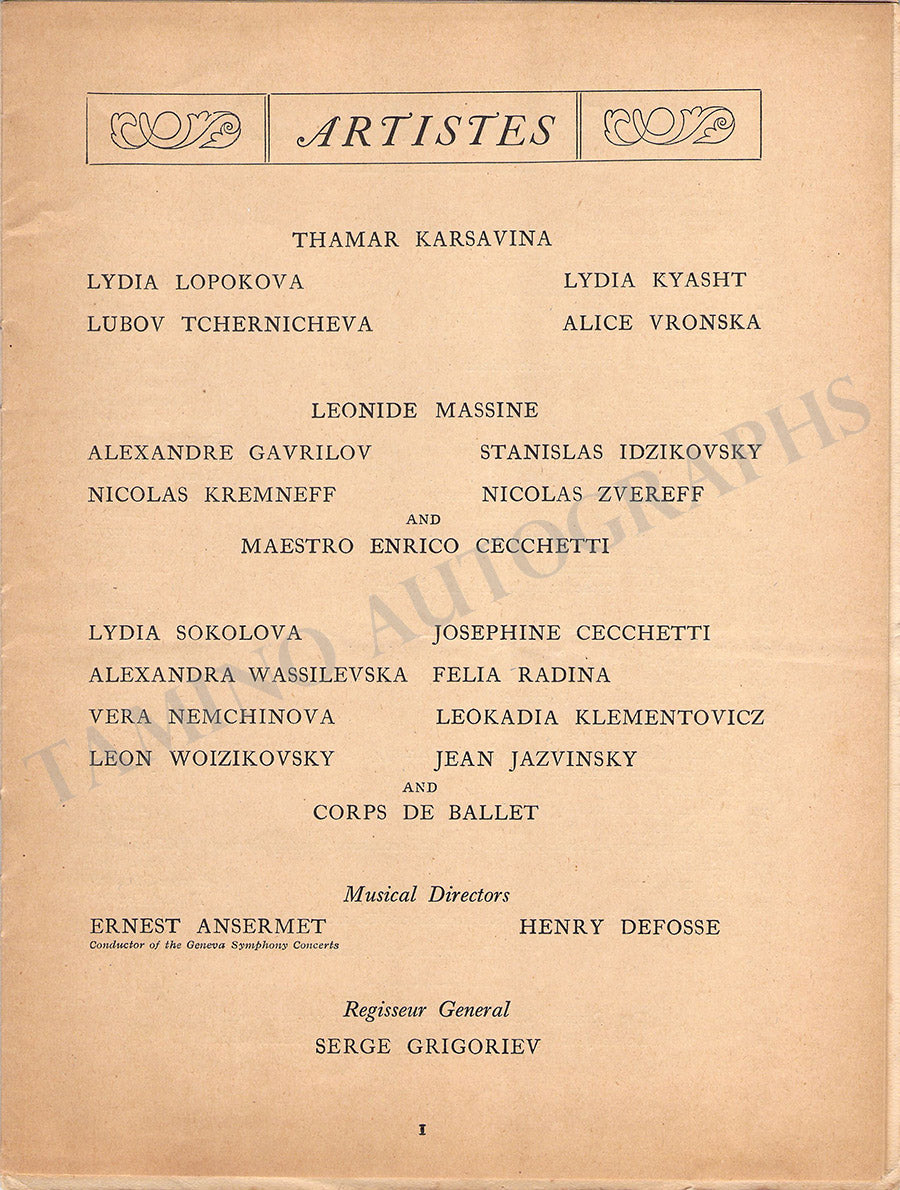 ARTISTES
THAMAR KARSAVINA
LYDIA LOPOKOVA LYDIA KYASHT
LUBOV TCHERNICHEVA ALICE VRONSKA
LEONIDE MASSINE
ALEXANDRE GAVRILOV STANISLAS IDZIKOVSKY
NICOLAS KREMNEFF NICOLAS ZVEREFF
AND
MAESTRO ENRICO CECCHETTI
LYDIA SOKOLOVA JOSEPHINE CECCHETTI
ALEXANDRA WASSILEVSKA FELIA RADINA
VERA NEMCHINOVA LEOKADIA KLEMENTOVICZ
LEON WOIZIKOVSKY JEAN JAZVINSKY
AND
CORPS DE BALLET
Musical Directors
ERNEST ANSERMET HENRY DEFOSSE
Conductor of the Geneva Symphony Concerts
Regisseur General
SERGE GRIGORIEV
1
TAMINO AUTOGRAPHS